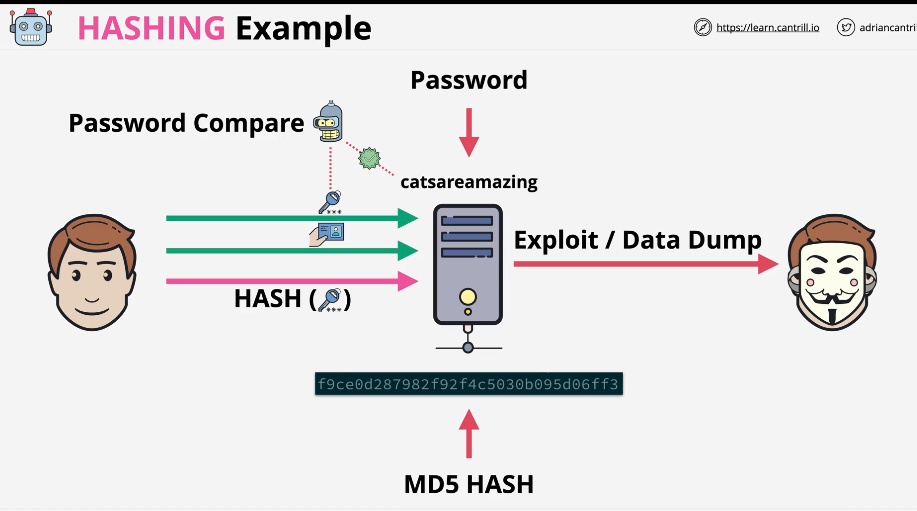 HASHING Example
https://learn.cantrill.io
adriancantri
Password
Password Compare
catsareamazing
***
Exploit / Data Dump
HASH ( *** )
f9ce0d287982f92f4c5030b095d06ff3
MD5 HASH